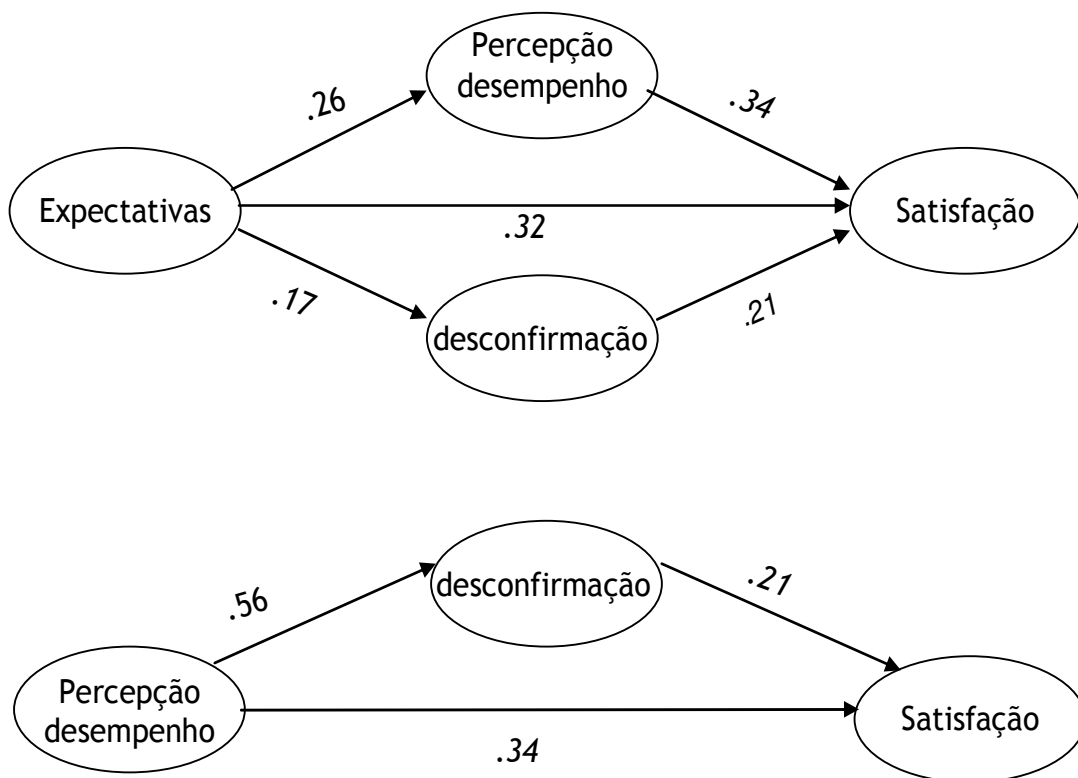 Percepção
desempenho
.26
.34
Expectativas
Satisfação
.32
.17
desconfirmação
.21
desconfirmação
.56
.21
Percepção
desempenho
Satisfação
.34